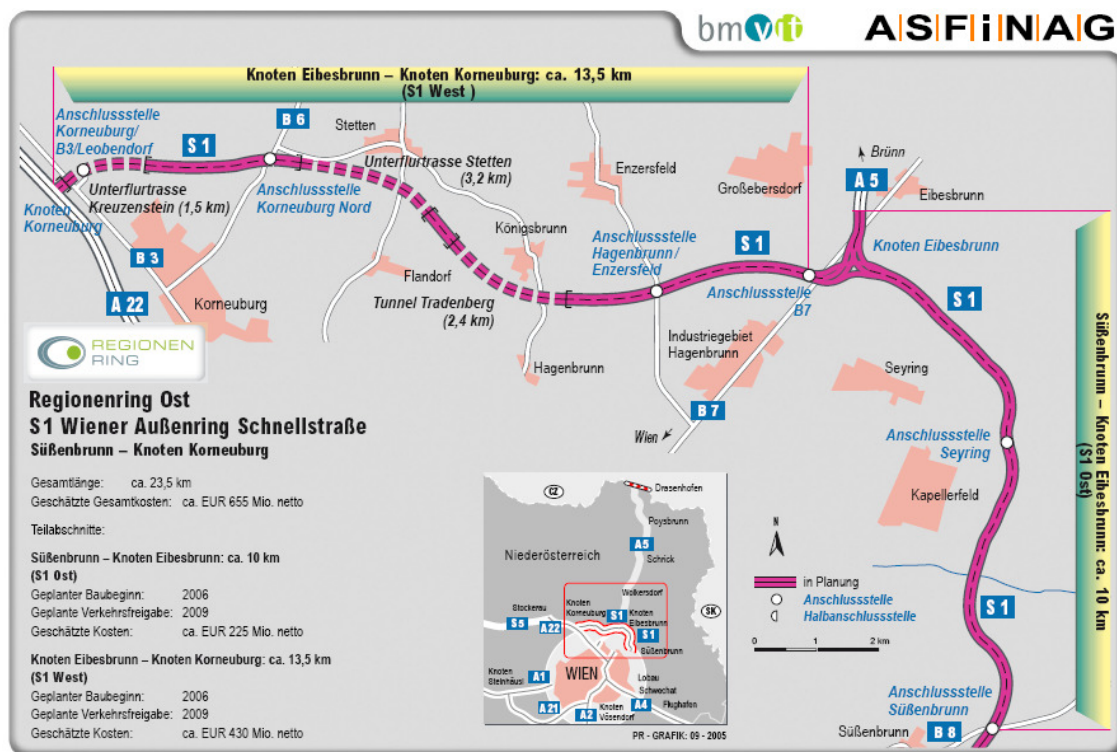 bmvit
A|S|F|i|N|A|G
Knoten Eibesbrunn – Knoten Korneuburg: ca. 13,5 km
(S1 West )
Anschlussstelle
Korneuburg/
B3/Leobendorf
S 1
B 6
Stetten
Unterflurtrasse Stetten
(3,2 km)
Enzersfeld
Großebersdorf
Brünn
A 5
Eibesbrunn
Unterflurtrasse
Kreuzenstein (1,5 km)
Anschlussstelle
Korneuburg Nord
Knoten
Korneuburg
Königsbrunn
Anschlussstelle
Hagenbrunn/
Enzersfeld
S 1
Knoten Eibesbrunn
B 3
Flandorf
Anschlussstelle
B7
S 1
A 22
Korneuburg
Tunnel Tradenberg
(2,4 km)
Industriegebiet
Hagenbrunn
REGIONEN
RING
Hagenbrunn
Seyring
B 7
Wien
Anschlussstelle
Seyring
Kapellerfeld
Süßenbrunn – Knoten Eibesbrunn: ca. 10 km
(S1 Ost)
Regionenring Ost
S1 Wiener Außenring Schnellstraße
Süßenbrunn – Knoten Korneuburg
Gesamtlänge: ca. 23,5 km
Geschätzte Gesamtkosten: ca. EUR 655 Mio. netto
Teilabschnitte:
Süßenbrunn – Knoten Eibesbrunn: ca. 10 km
(S1 Ost)
Geplanter Baubeginn: 2006
Geplante Verkehrsfreigabe: 2009
Geschätzte Kosten: ca. EUR 225 Mio. netto
Knoten Eibesbrunn – Knoten Korneuburg: ca. 13,5 km
(S1 West)
Geplanter Baubeginn: 2006
Geplante Verkehrsfreigabe: 2009
Geschätzte Kosten: ca. EUR 430 Mio. netto
CZ
Drasenhofen
Poysbrunn
A5
Niederösterreich
Schrick
Wolkersdorf
Stockerau
Knoten
Korneuburg
S1
Knoten
Eibesbrunn
SK
S5
A22
S1
Süßenbrunn
Knoten
Steinhäusl
A1
WIEN
Lobau
Schwechat
A21
A2
Knoten
Vösendorf
A4
Flughafen
PR - GRAFIK: 09 - 2005
N
in Planung
Anschlussstelle
Halbanschlussstelle
0 1 2 km
S 1
Anschlussstelle
Süßenbrunn
Süßenbrunn
B 8